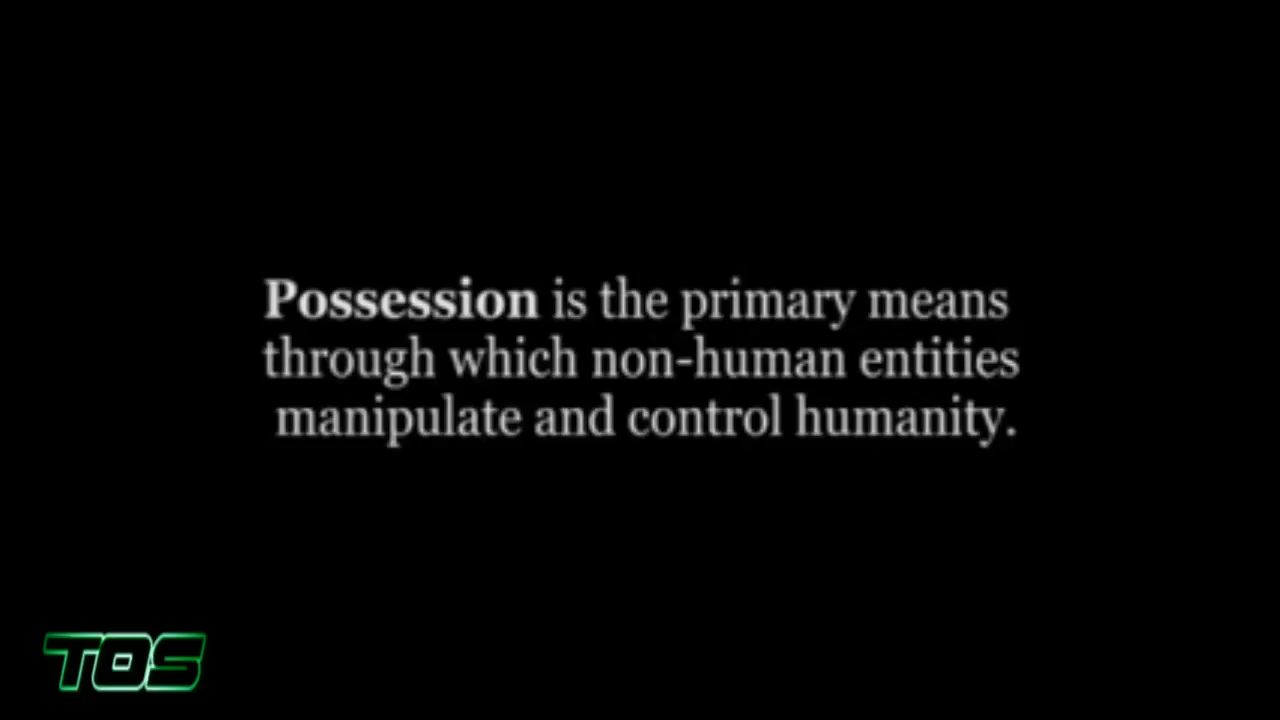 Possession is the primary means
through which non-human entities
manipulate and control humanity.
TOS